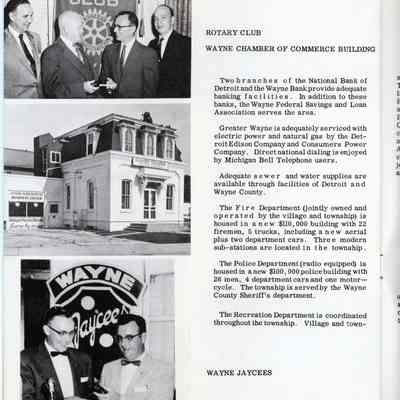 CLUB
ROTARY CLUB
WAYNE CHAMBER OF COMMERCE BUILDING
Two branches of the National Bank of
Detroit and the Wayne Bank provide adequate
banking facilities. In addition to these
banks, the Wayne Federal Savings and Loan
Association serves the area.
Greater Wayne is adequately serviced with
electric power and natural gas by the Det-
roit Edison Company and Consumers Power
Company. Direct national dialing is enjoyed
by Michigan Bell Telephone users.
Adequate sewer and water supplies are
available through facilities of Detroit and
Wayne County.
The Fire Department (jointly owned and
operated by the village and township) is
housed in a new $110,000 building with 22
firemen, 5 trucks, including a new aerial
plus two department cars. Three modern
sub-stations are located in the township.
The Police Department (radio equipped) is
housed in a new $100,000 police building with
26 men, 4 department cars and one motor-
cycle. The township is served by the Wayne
County Sheriff's department.
The Recreation Department is coordinated
throughout the township. Village and town-
WAYNE
Jaycees
WAYNE JAYCEES